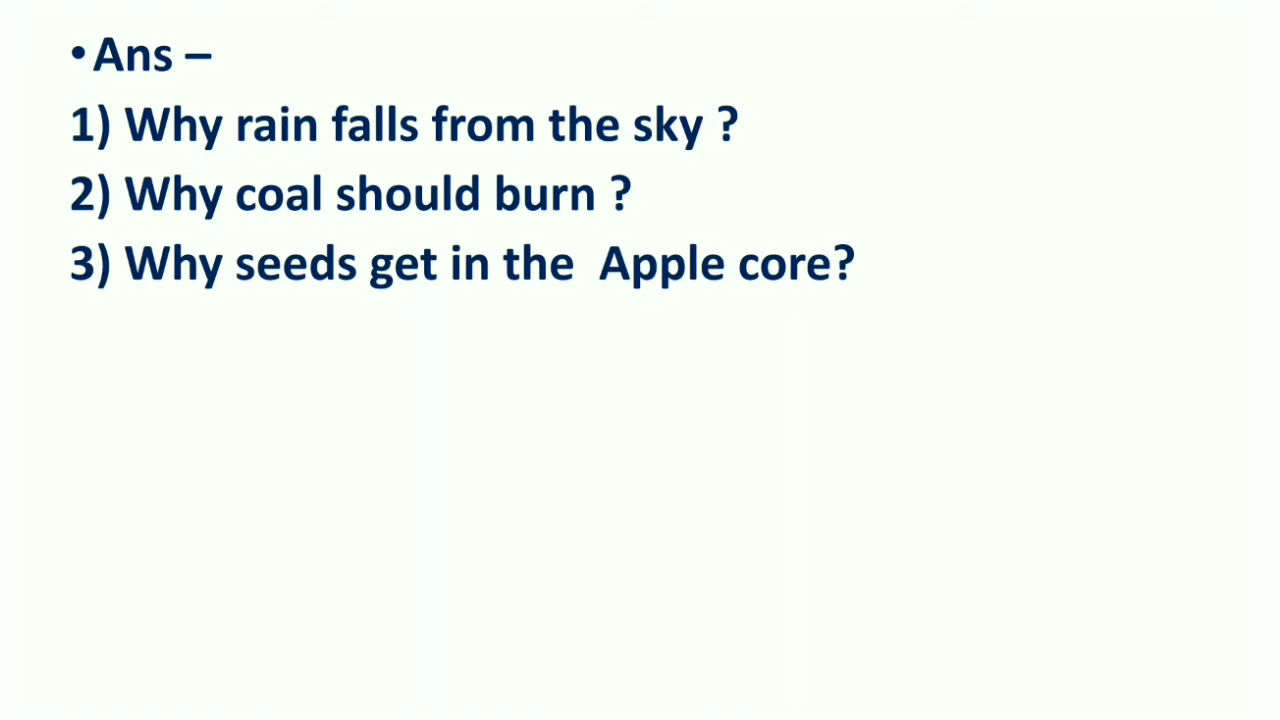 •Ans –
1) Why rain falls from the sky ?
2) Why coal should burn ?
3) Why seeds get in the  Apple core?